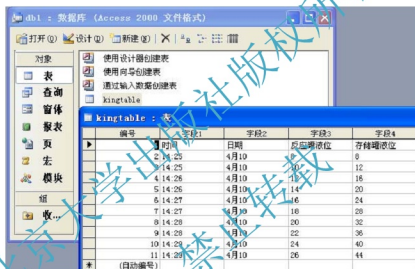 db1 : 数据库 (Access 2000 文件格式)
打开(O) 设计(D) 新建(N)
对象
表
查询
窗体
报表
页
宏
模块
组
收...
使用设计器创建表
使用向导创建表
通过输入数据创建表
kingtable
kingtable : 表
编号 字段1 字段2 字段3 字段4
时间 日期 反应罐液位 存储罐液位
2 14:25 4月10 8
3 14:25 4月10 12
4 14:26 4月10 16
5 14:26 4月10 20
6 14:27 4月10 16 24
7 14:27 4月10 18 28
8 14:28 4月10 20 32
9 14:28 4月10 22 36
10 14:29 4月10 24 40
11 14:29 4月10 26 44
(自动编号)